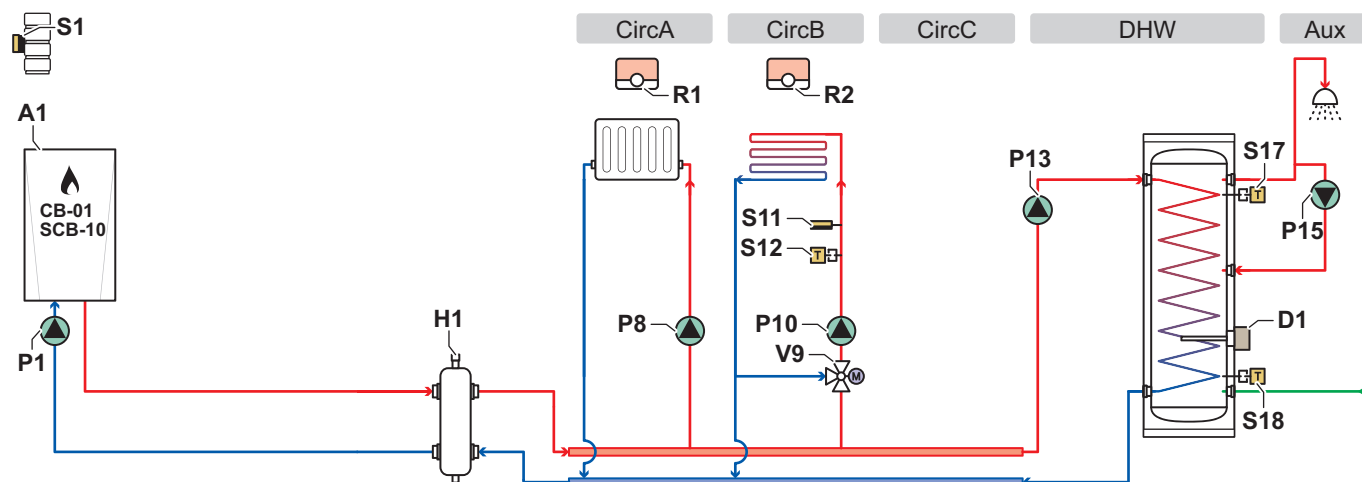 S1
CircA
CircB
CircC
DHW
Aux
R1
R2
A1
CB-01
SCB-10
P13
S17
T
P15
S11
S12
T
P1
H1
P8
P10
V9
M
D1
T
S18